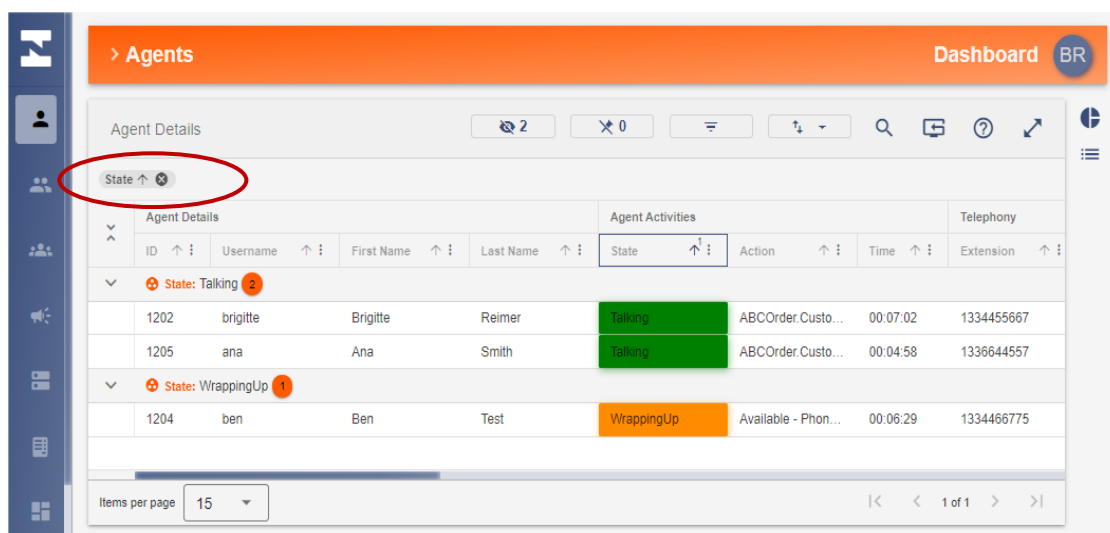 > Agents Dashboard BR
Agent Details 2 0
State ↑
Agent Details Agent Activities Telephony
ID Username First Name Last Name State 1 Action Time Extension
State: Talking 2
1202 brigitte Brigitte Reimer Talking ABCOrder.Custo... 00:07:02 1334455667
1205 ana Ana Smith Talking ABCOrder.Custo... 00:04:58 1336644557
State: WrappingUp 1
1204 ben Ben Test WrappingUp Available - Phon... 00:06:29 1334466775
Items per page 15 1 of 1